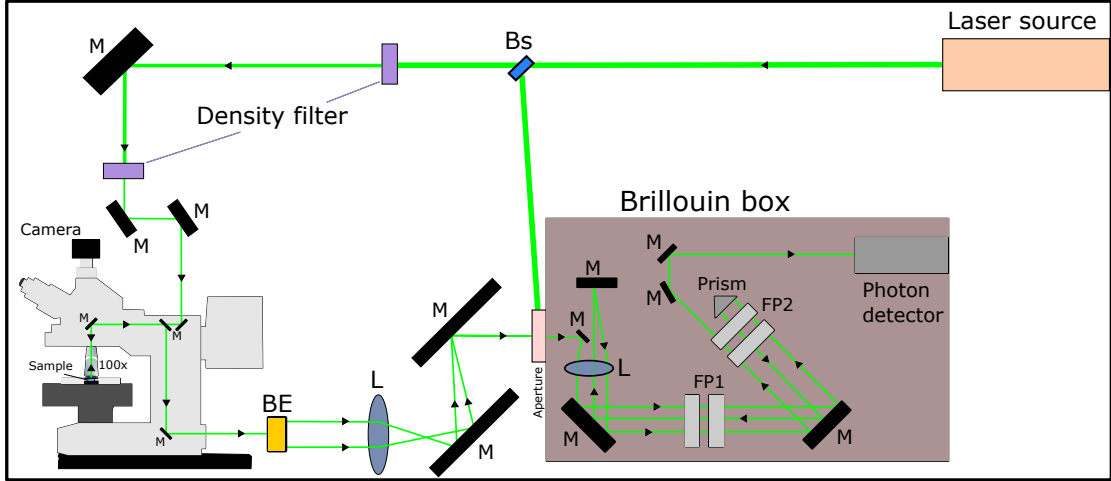 Laser source
M
Bs
Density filter
M
M
Brillouin box
Camera
M
M
M
Prism
FP2
Photon
detector
M
M
M
M
M
Sample
100x
L
L
FP1
Aperture
BE
M
M
M
M